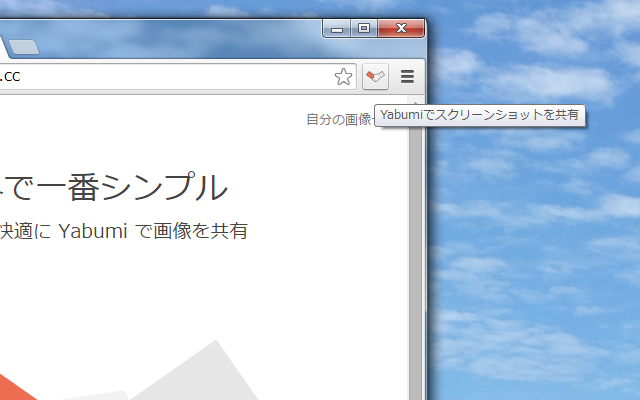 .cc
自分の画像一
Yabumiでスクリーンショットを共有
で一番シンプル
快適に Yabumi で画像を共有